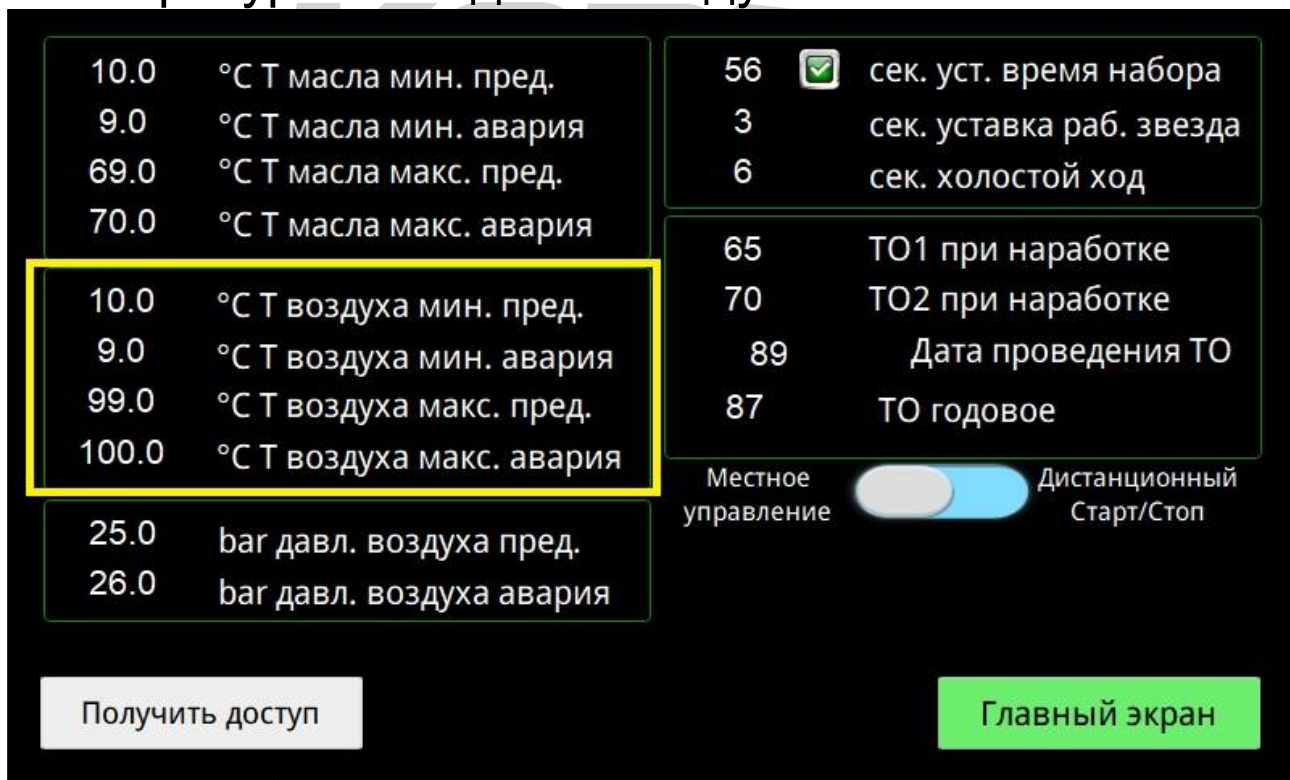 10.0 °C Т масла мин. пред.
9.0 °C Т масла мин. авария
69.0 °C Т масла макс. пред.
70.0 °C Т масла макс. авария
10.0 °C Т воздуха мин. пред.
9.0 °C Т воздуха мин. авария
99.0 °C Т воздуха макс. пред.
100.0 °C Т воздуха макс. авария
25.0 bar давл. воздуха пред.
26.0 bar давл. воздуха авария
56 сек. уст. время набора
3 сек. уставка раб. звезда
6 сек. холостой ход
65 ТО1 при наработке
70 ТО2 при наработке
89 Дата проведения ТО
87 ТО годовое
Местное
управление
Дистанционный
Старт/Стоп
Получить доступ
Главный экран